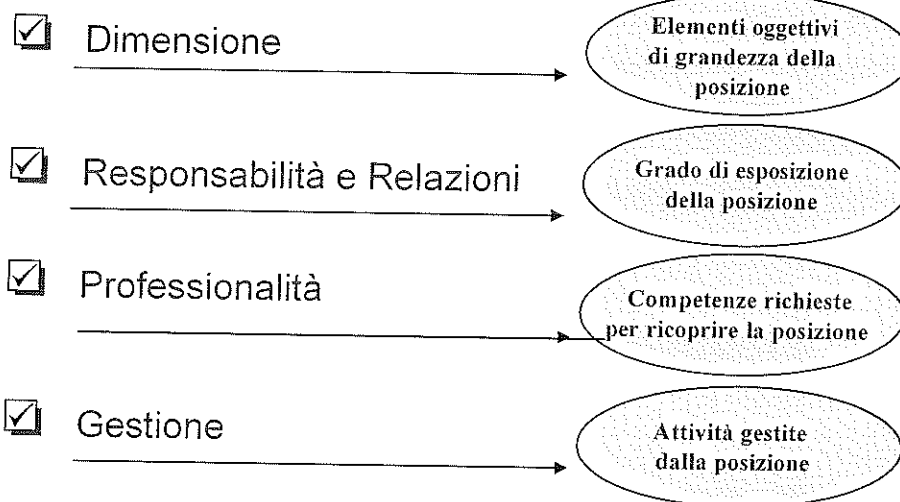 Dimensione
Elementi oggettivi
di grandezza della
posizione
Responsabilità e Relazioni
Grado di esposizione
della posizione
Professionalità
Competenze richieste
per ricoprire la posizione
Gestione
Attività gestite
dalla posizione